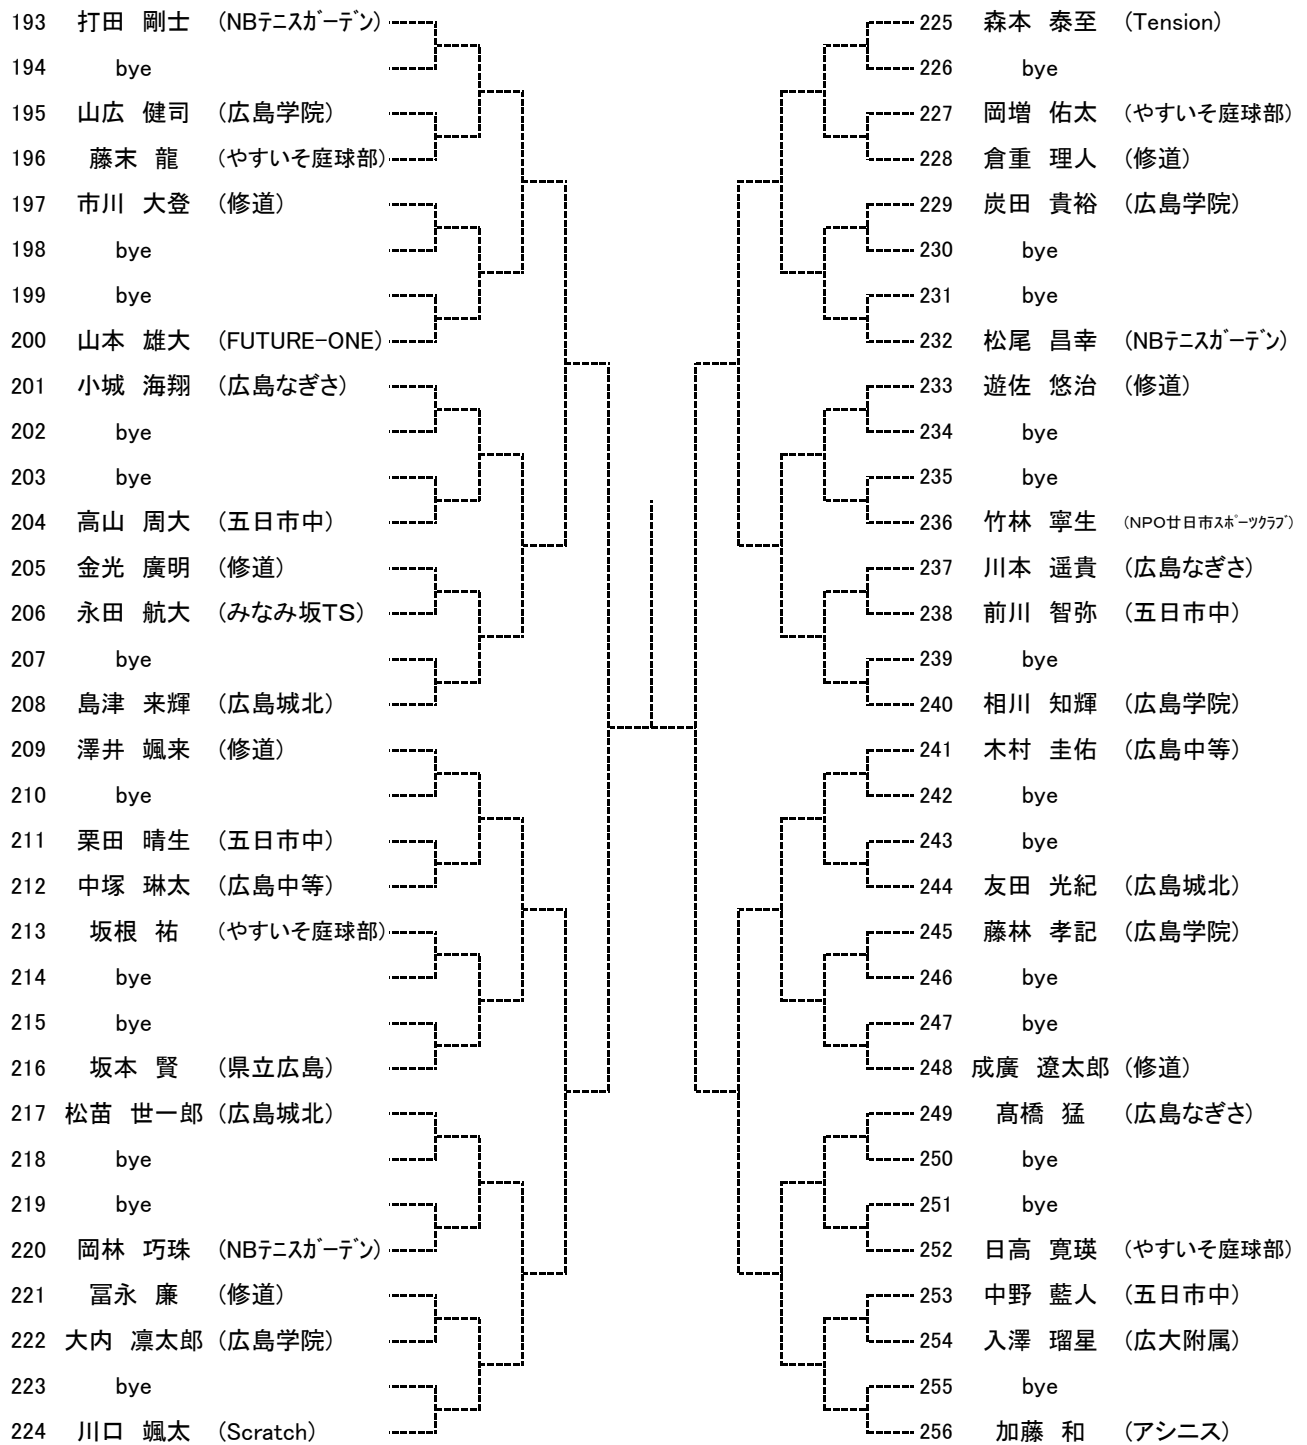 193 打田 剛士 (NBﾃﾆｽｶﾞｰﾃﾞﾝ)
194 bye
195 山広 健司 (広島学院)
196 藤末 龍 (やすいそ庭球部)
197 市川 大登 (修道)
198 bye
199 bye
200 山本 雄大 (FUTURE-ONE)
201 小城 海翔 (広島なぎさ)
202 bye
203 bye
204 高山 周大 (五日市中)
205 金光 廣明 (修道)
206 永田 航大 (みなみ坂TS)
207 bye
208 島津 来輝 (広島城北)
209 澤井 颯来 (修道)
210 bye
211 栗田 晴生 (五日市中)
212 中塚 琳太 (広島中等)
213 坂根 祐 (やすいそ庭球部)
214 bye
215 bye
216 坂本 賢 (県立広島)
217 松苗 世一郎 (広島城北)
218 bye
219 bye
220 岡林 巧珠 (NBﾃﾆｽｶﾞｰﾃﾞﾝ)
221 冨永 廉 (修道)
222 大内 凛太郎 (広島学院)
223 bye
224 川口 颯太 (Scratch)
225 森本 泰至 (Tension)
226 bye
227 岡増 佑太 (やすいそ庭球部)
228 倉重 理人 (修道)
229 炭田 貴裕 (広島学院)
230 bye
231 bye
232 松尾 昌幸 (NBﾃﾆｽｶﾞｰﾃﾞﾝ)
233 遊佐 悠治 (修道)
234 bye
235 bye
236 竹林 寧生 (NPO廿日市ｽﾎﾟｰﾂｸﾗﾌﾞ)
237 川本 遥貴 (広島なぎさ)
238 前川 智弥 (五日市中)
239 bye
240 相川 知輝 (広島学院)
241 木村 圭佑 (広島中等)
242 bye
243 bye
244 友田 光紀 (広島城北)
245 藤林 孝記 (広島学院)
246 bye
247 bye
248 成廣 遼太郎 (修道)
249 髙橋 猛 (広島なぎさ)
250 bye
251 bye
252 日高 寛瑛 (やすいそ庭球部)
253 中野 藍人 (五日市中)
254 入澤 瑠星 (広大附属)
255 bye
256 加藤 和 (アシニス)